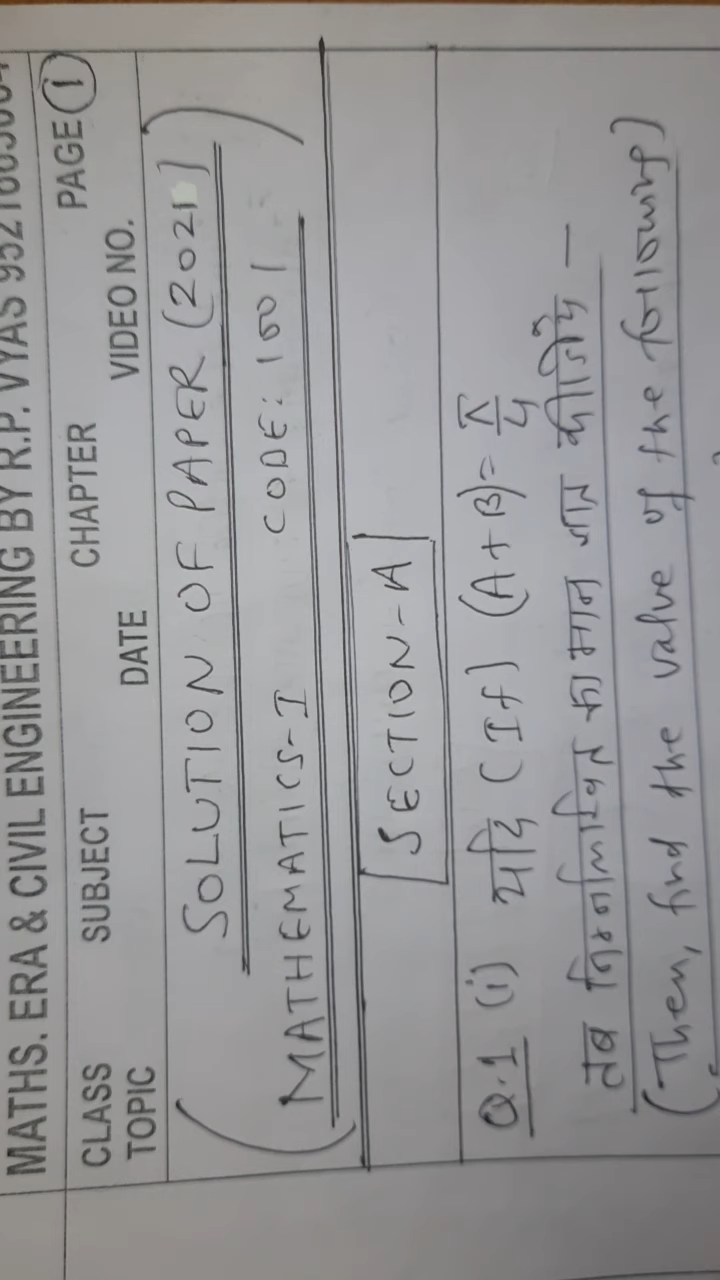 MATHS. ERA & CIVIL ENGINEERING BY R.P. VYAS
CLASS SUBJECT CHAPTER PAGE (1)
TOPIC DATE VIDEO NO.
SOLUTION OF PAPER (2021)
(MATHEMATICS-I CODE: 1001)
SECTION-A
Q.1 (i) यदि (If) (A+B)= π/4
तब निम्नलिखित का मान ज्ञात कीजिये —
(Then, find the value of the following)